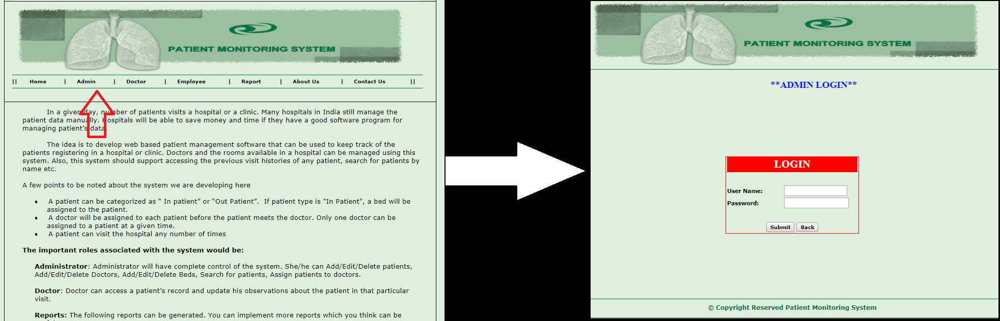 PATIENT MONITORING SYSTEM
|| Home | Admin | Doctor | Employee | Report | About Us | Contact Us ||
In a given day, number of patients visits a hospital or a clinic. Many hospitals in India still manage the
patient data manually. Hospitals will be able to save money and time if they have a good software program for
managing patient’s data.
The idea is to develop web based patient management software that can be used to keep track of the
patients registering in a hospital or clinic. Doctors and the rooms available in a hospital can be managed using this
system. Also, this system should support accessing the previous visit histories of any patient, search for patients by
name etc.
A few points to be noted about the system we are developing here
• A patient can be categorized as “ In patient” or “Out Patient”. If patient type is "In Patient", a bed will be
assigned to the patient.
• A doctor will be assigned to each patient before the patient meets the doctor. Only one doctor can be
assigned to a patient at a given time.
• A patient can visit the hospital any number of times
The important roles associated with the system would be:
Administrator: Administrator will have complete control of the system. She/he can Add/Edit/Delete patients,
Add/Edit/Delete Doctors, Add/Edit/Delete Beds, Search for patients, Assign patients to doctors.
Doctor: Doctor can access a patient’s record and update his observations about the patient in that particular
visit.
Reports: The following reports can be generated. You can implement more reports which you think can be
PATIENT MONITORING SYSTEM
**ADMIN LOGIN**
LOGIN
User Name:
Password:
Submit Back
© Copyright Reserved Patient Monitoring System